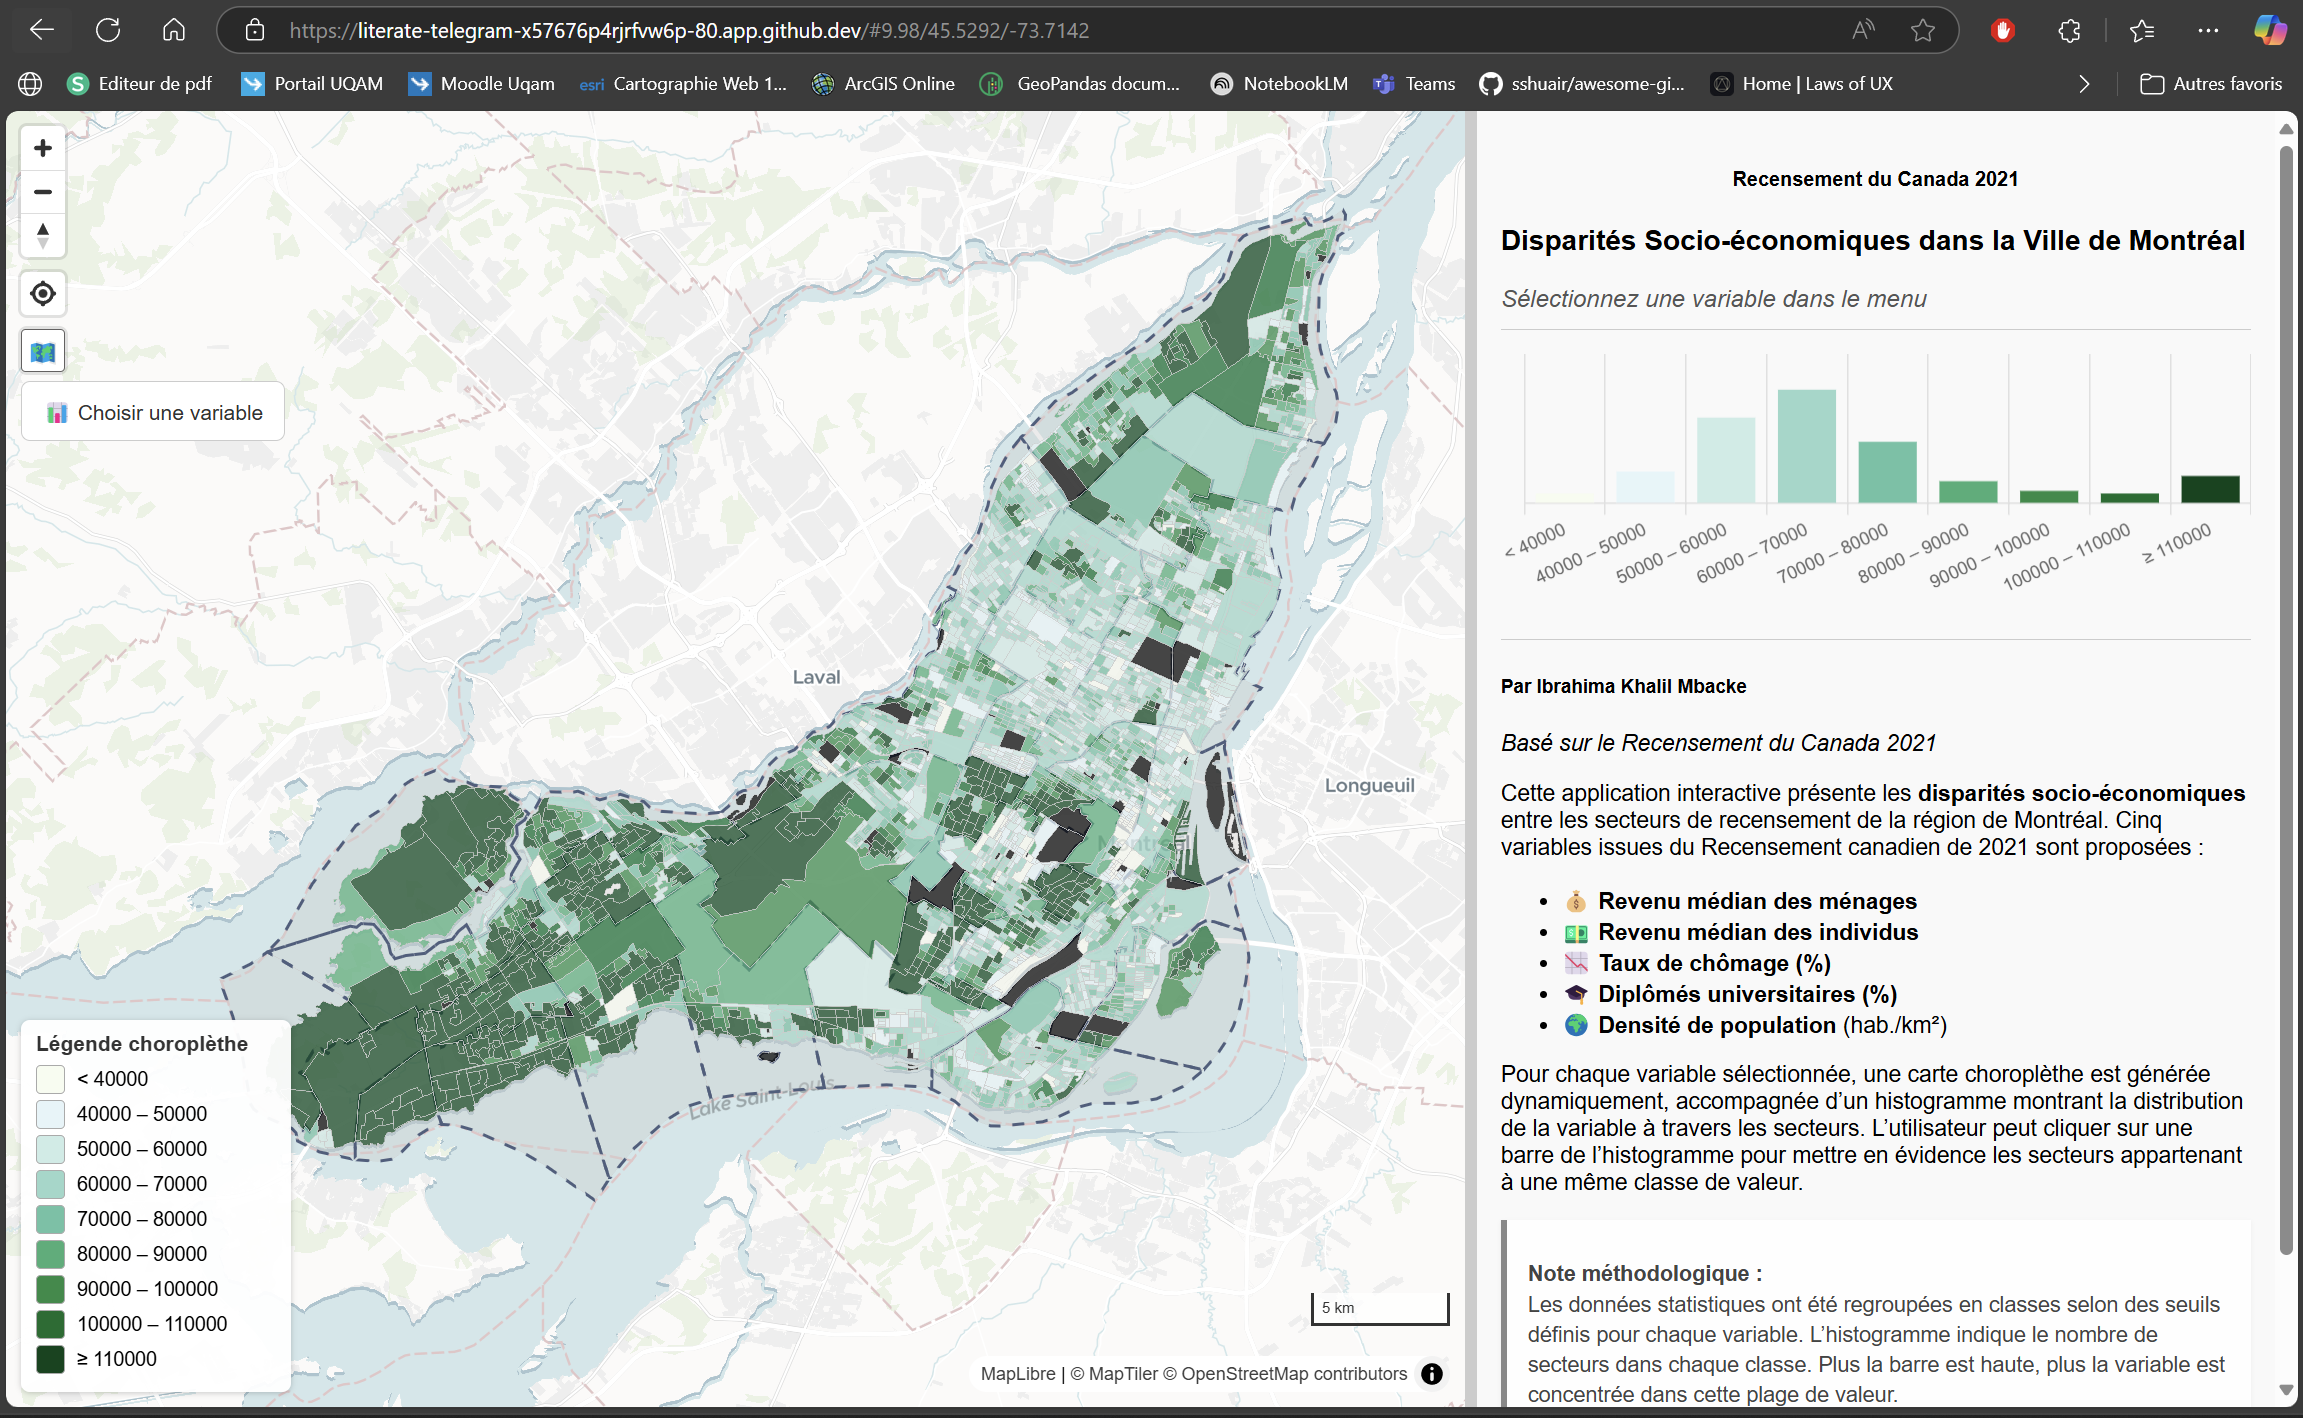 https://literate-telegram-x57676p4rjrfvw6p-80.app.github.dev/#9.98/45.5292/-73.7142
Editeur de pdf
Portail UQAM
Moodle Uqam
esri Cartographie Web 1...
ArcGIS Online
GeoPandas docum...
NotebookLM
Teams
sshuair/awesome-gi...
Home | Laws of UX
Autres favoris
Choisir une variable
Laval
Longueuil
Lake Saint-Louis
Légende choroplèthe
< 40000
40000 – 50000
50000 – 60000
60000 – 70000
70000 – 80000
80000 – 90000
90000 – 100000
100000 – 110000
≥ 110000
5 km
MapLibre | © MapTiler © OpenStreetMap contributors
Recensement du Canada 2021
Disparités Socio-économiques dans la Ville de Montréal
Sélectionnez une variable dans le menu
< 40000
40000 – 50000
50000 – 60000
60000 – 70000
70000 – 80000
80000 – 90000
90000 – 100000
100000 – 110000
≥ 110000
Par Ibrahima Khalil Mbacke
Basé sur le Recensement du Canada 2021
Cette application interactive présente les disparités socio-économiques
entre les secteurs de recensement de la région de Montréal. Cinq
variables issues du Recensement canadien de 2021 sont proposées :
• Revenu médian des ménages
• Revenu médian des individus
• Taux de chômage (%)
• Diplômés universitaires (%)
• Densité de population (hab./km²)
Pour chaque variable sélectionnée, une carte choroplèthe est générée
dynamiquement, accompagnée d’un histogramme montrant la distribution
de la variable à travers les secteurs. L’utilisateur peut cliquer sur une
barre de l’histogramme pour mettre en évidence les secteurs appartenant
à une même classe de valeur.
Note méthodologique :
Les données statistiques ont été regroupées en classes selon des seuils
définis pour chaque variable. L’histogramme indique le nombre de
secteurs dans chaque classe. Plus la barre est haute, plus la variable est
concentrée dans cette plage de valeur.